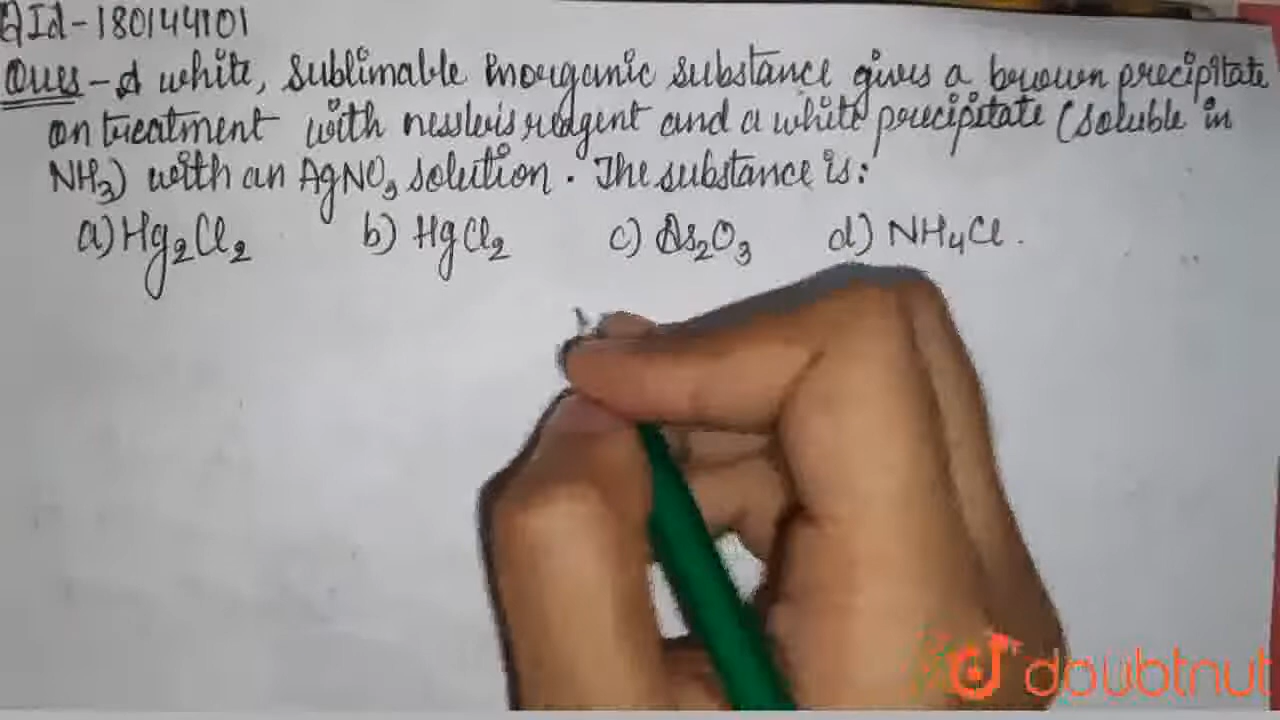 QId-180144101
Ques - A white, sublimable inorganic substance gives a brown precipitate
on treatment with nessleis reagent and a white precipitate (soluble in
NH₃) with an AgNO₃ solution. The substance is:
a) Hg₂Cl₂ b) HgCl₂ c) As₂O₃ d) NH₄Cl.
doubtnut